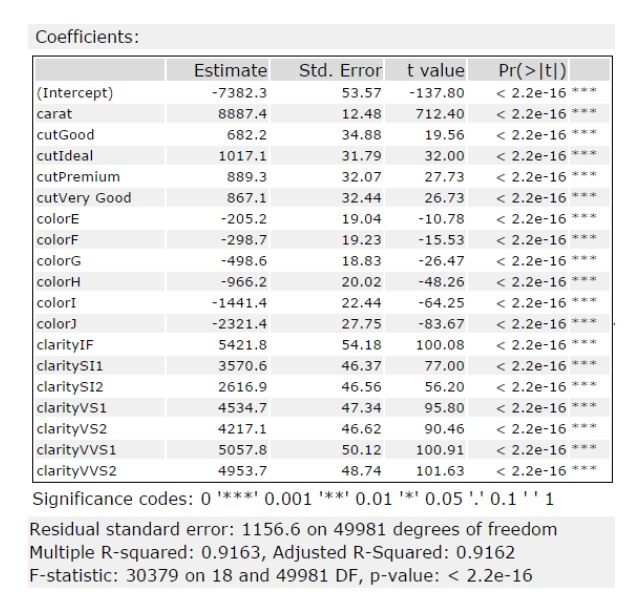 Coefficients:
Estimate Std. Error t value Pr(>|t|)
(Intercept) -7382.3 53.57 -137.80 < 2.2e-16 ***
carat 8887.4 12.48 712.40 < 2.2e-16 ***
cutGood 682.2 34.88 19.56 < 2.2e-16 ***
cutIdeal 1017.1 31.79 32.00 < 2.2e-16 ***
cutPremium 889.3 32.07 27.73 < 2.2e-16 ***
cutVery Good 867.1 32.44 26.73 < 2.2e-16 ***
colorE -205.2 19.04 -10.78 < 2.2e-16 ***
colorF -298.7 19.23 -15.53 < 2.2e-16 ***
colorG -498.6 18.83 -26.47 < 2.2e-16 ***
colorH -966.2 20.02 -48.26 < 2.2e-16 ***
colorI -1441.4 22.44 -64.25 < 2.2e-16 ***
colorJ -2321.4 27.75 -83.67 < 2.2e-16 ***
clarityIF 5421.8 54.18 100.08 < 2.2e-16 ***
claritySI1 3570.6 46.37 77.00 < 2.2e-16 ***
claritySI2 2616.9 46.56 56.20 < 2.2e-16 ***
clarityVS1 4534.7 47.34 95.80 < 2.2e-16 ***
clarityVS2 4217.1 46.62 90.46 < 2.2e-16 ***
clarityVVS1 5057.8 50.12 100.91 < 2.2e-16 ***
clarityVVS2 4953.7 48.74 101.63 < 2.2e-16 ***
Significance codes: 0 '***' 0.001 '**' 0.01 '*' 0.05 '.' 0.1 ' ' 1
Residual standard error: 1156.6 on 49981 degrees of freedom
Multiple R-squared: 0.9163, Adjusted R-Squared: 0.9162
F-statistic: 30379 on 18 and 49981 DF, p-value: < 2.2e-16